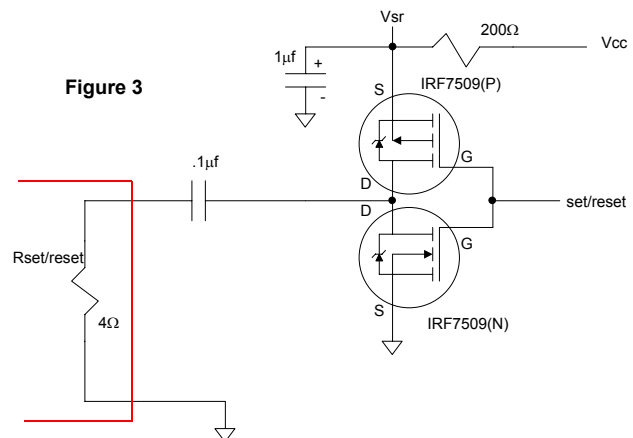 Vsr
200Ω
Vcc
1μf
+
-
Figure 3
S
IRF7509(P)
G
D
.1μf
D
set/reset
G
Rset/reset
4Ω
S
IRF7509(N)